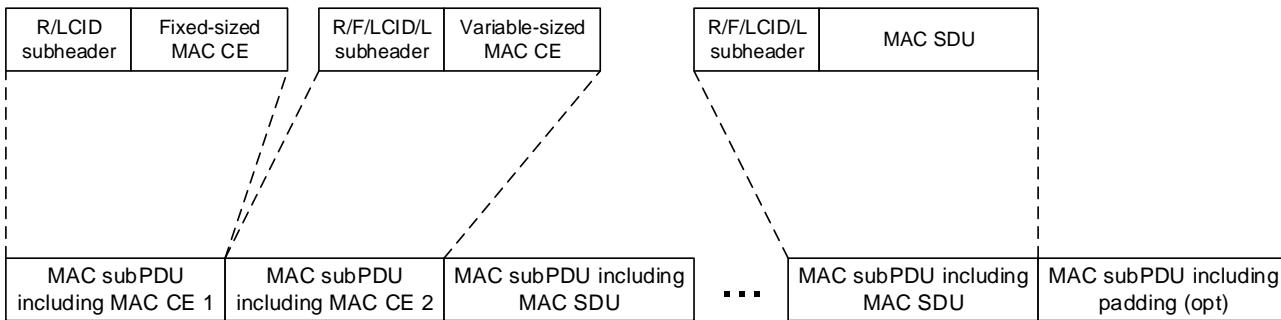 R/LCID
subheader
Fixed-sized
MAC CE
R/F/LCID/L
subheader
Variable-sized
MAC CE
R/F/LCID/L
subheader
MAC SDU
MAC subPDU
including MAC CE 1
MAC subPDU
including MAC CE 2
MAC subPDU including
MAC SDU
...
MAC subPDU including
MAC SDU
MAC subPDU including
padding (opt)